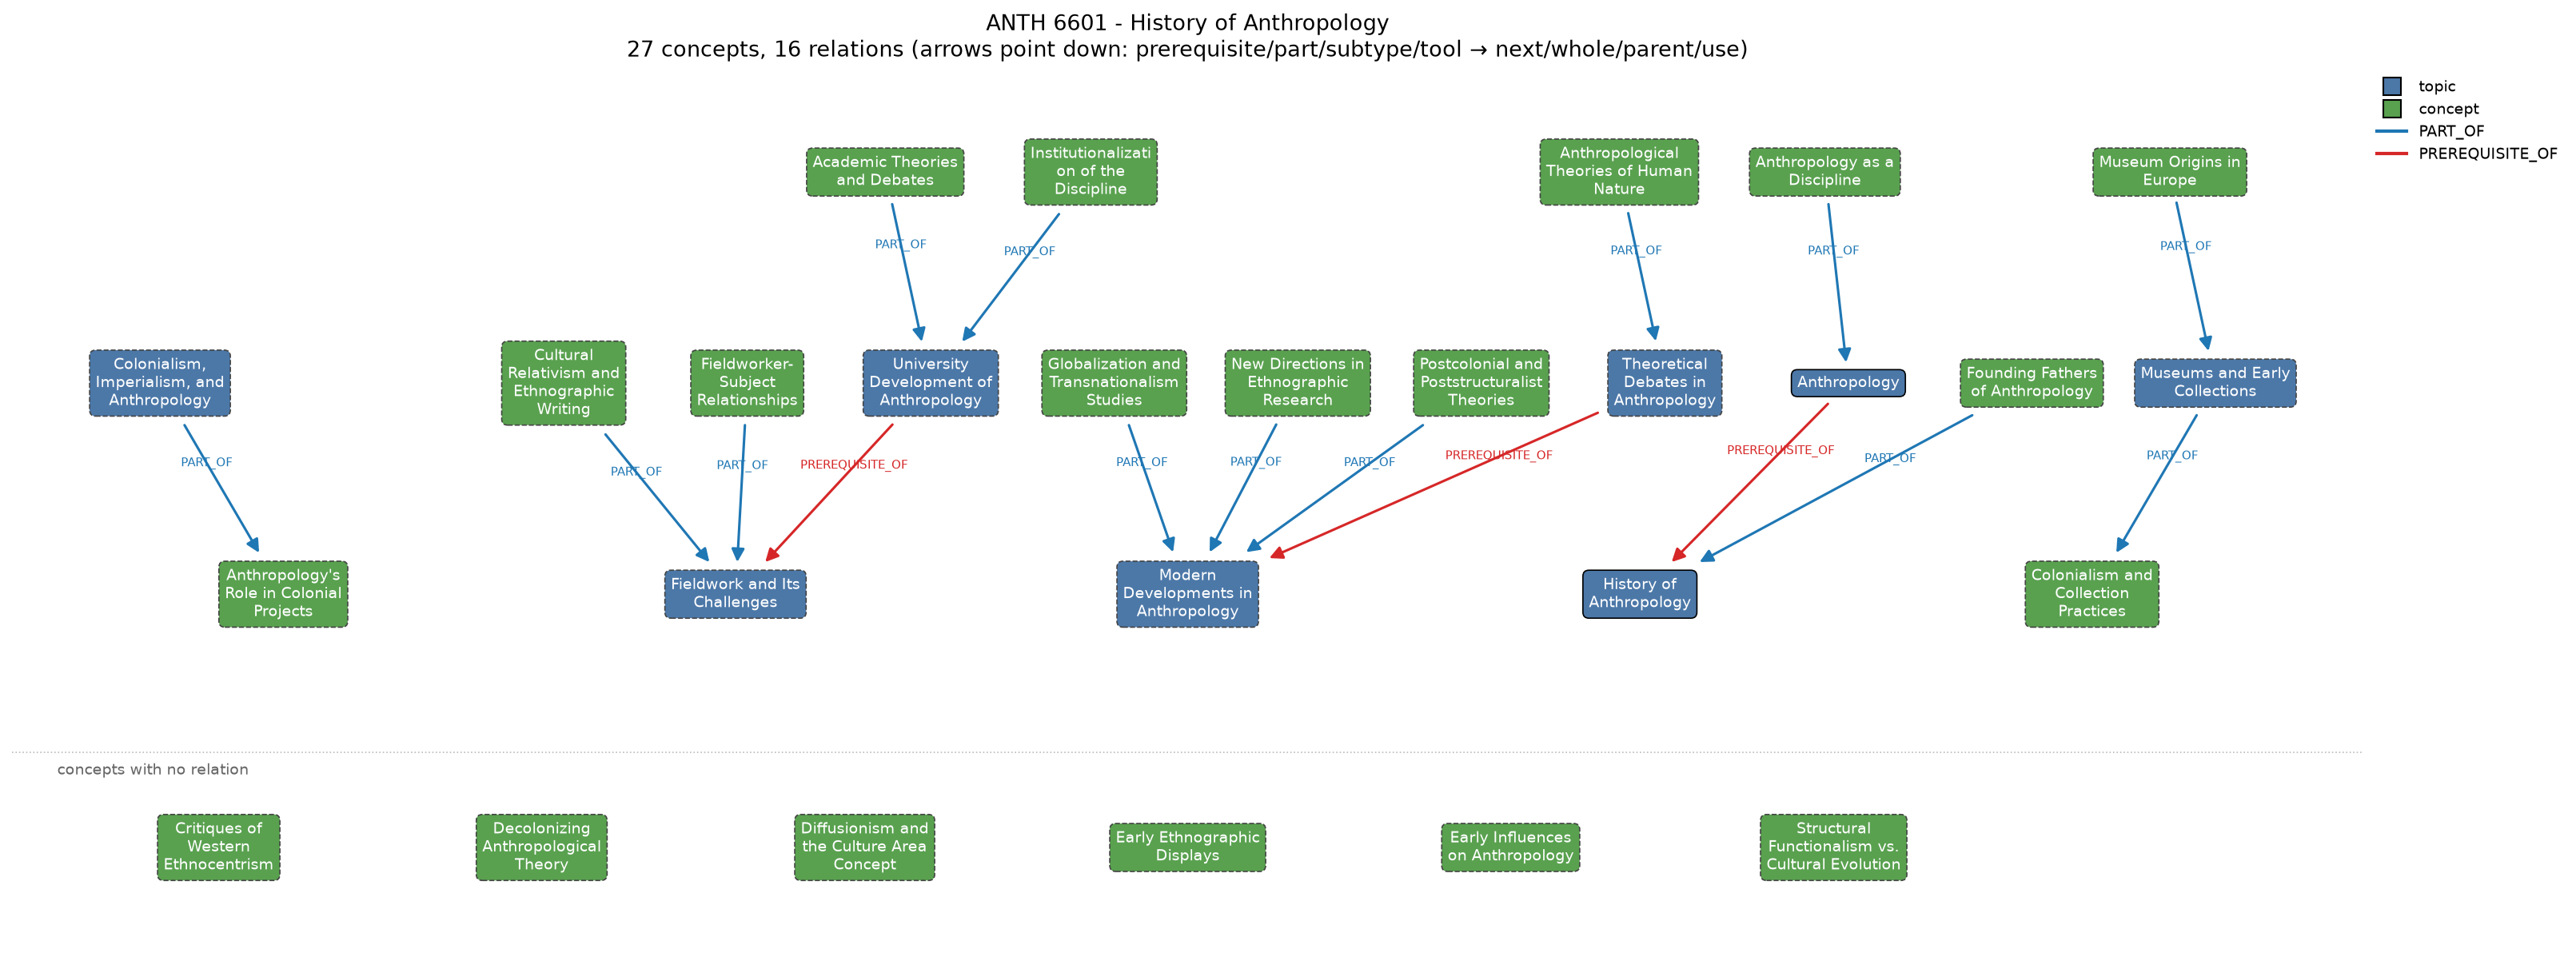 ANTH 6601 - History of Anthropology
27 concepts, 16 relations (arrows point down: prerequisite/part/subtype/tool → next/whole/parent/use)
topic
concept
PART_OF
PREREQUISITE_OF
Academic Theories
and Debates
Institutionalizati
on of the
Discipline
Anthropological
Theories of Human
Nature
Anthropology as a
Discipline
Museum Origins in
Europe
PART_OF
PART_OF
PART_OF
PART_OF
PART_OF
Colonialism,
Imperialism, and
Anthropology
Cultural
Relativism and
Ethnographic
Writing
Fieldworker-
Subject
Relationships
University
Development of
Anthropology
Globalization and
Transnationalism
Studies
New Directions in
Ethnographic
Research
Postcolonial and
Poststructuralist
Theories
Theoretical
Debates in
Anthropology
Anthropology
Founding Fathers
of Anthropology
Museums and Early
Collections
PART_OF
PART_OF
PART_OF
PREREQUISITE_OF
PART_OF
PART_OF
PART_OF
PREREQUISITE_OF
PREREQUISITE_OF
PART_OF
PART_OF
Anthropology's
Role in Colonial
Projects
Fieldwork and Its
Challenges
Modern
Developments in
Anthropology
History of
Anthropology
Colonialism and
Collection
Practices
concepts with no relation
Critiques of
Western
Ethnocentrism
Decolonizing
Anthropological
Theory
Diffusionism and
the Culture Area
Concept
Early Ethnographic
Displays
Early Influences
on Anthropology
Structural
Functionalism vs.
Cultural Evolution